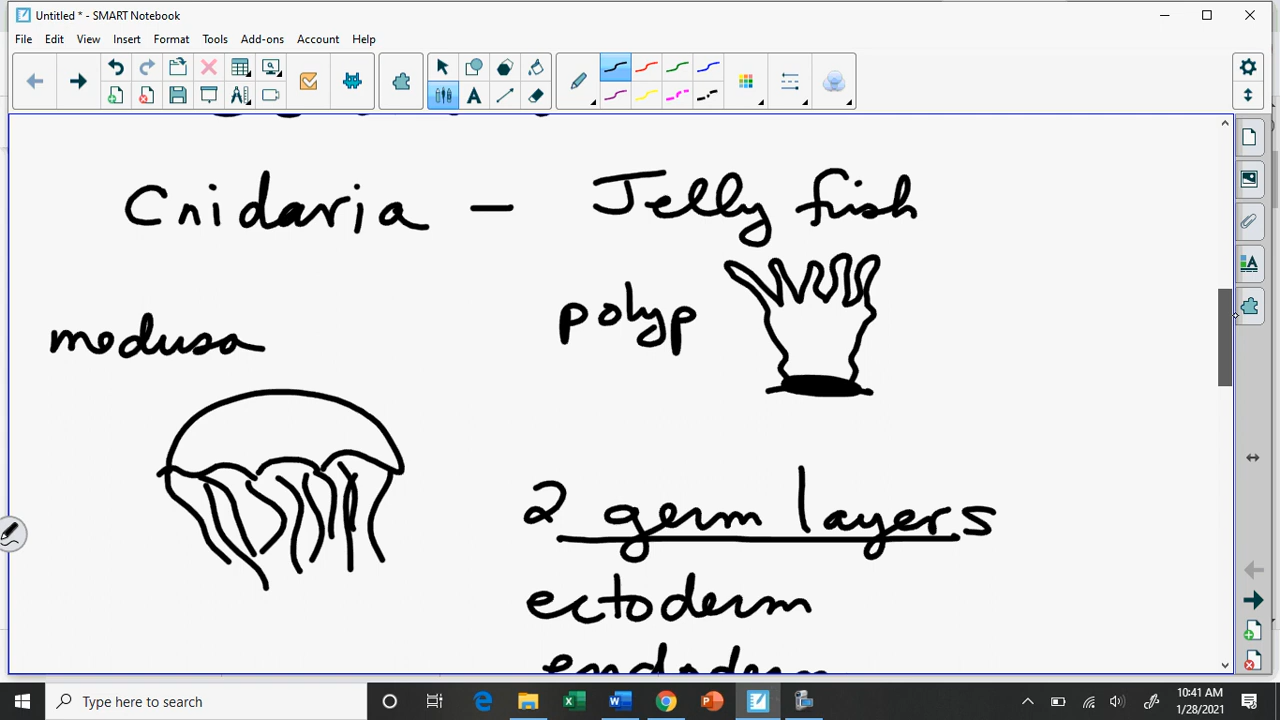 Untitled * - SMART Notebook
File Edit View Insert Format Tools Add-ons Account Help
Cnidaria - Jelly fish
polyp
medusa
2 germ layers
ectoderm
endoderm
Type here to search
10:41 AM
1/28/2021